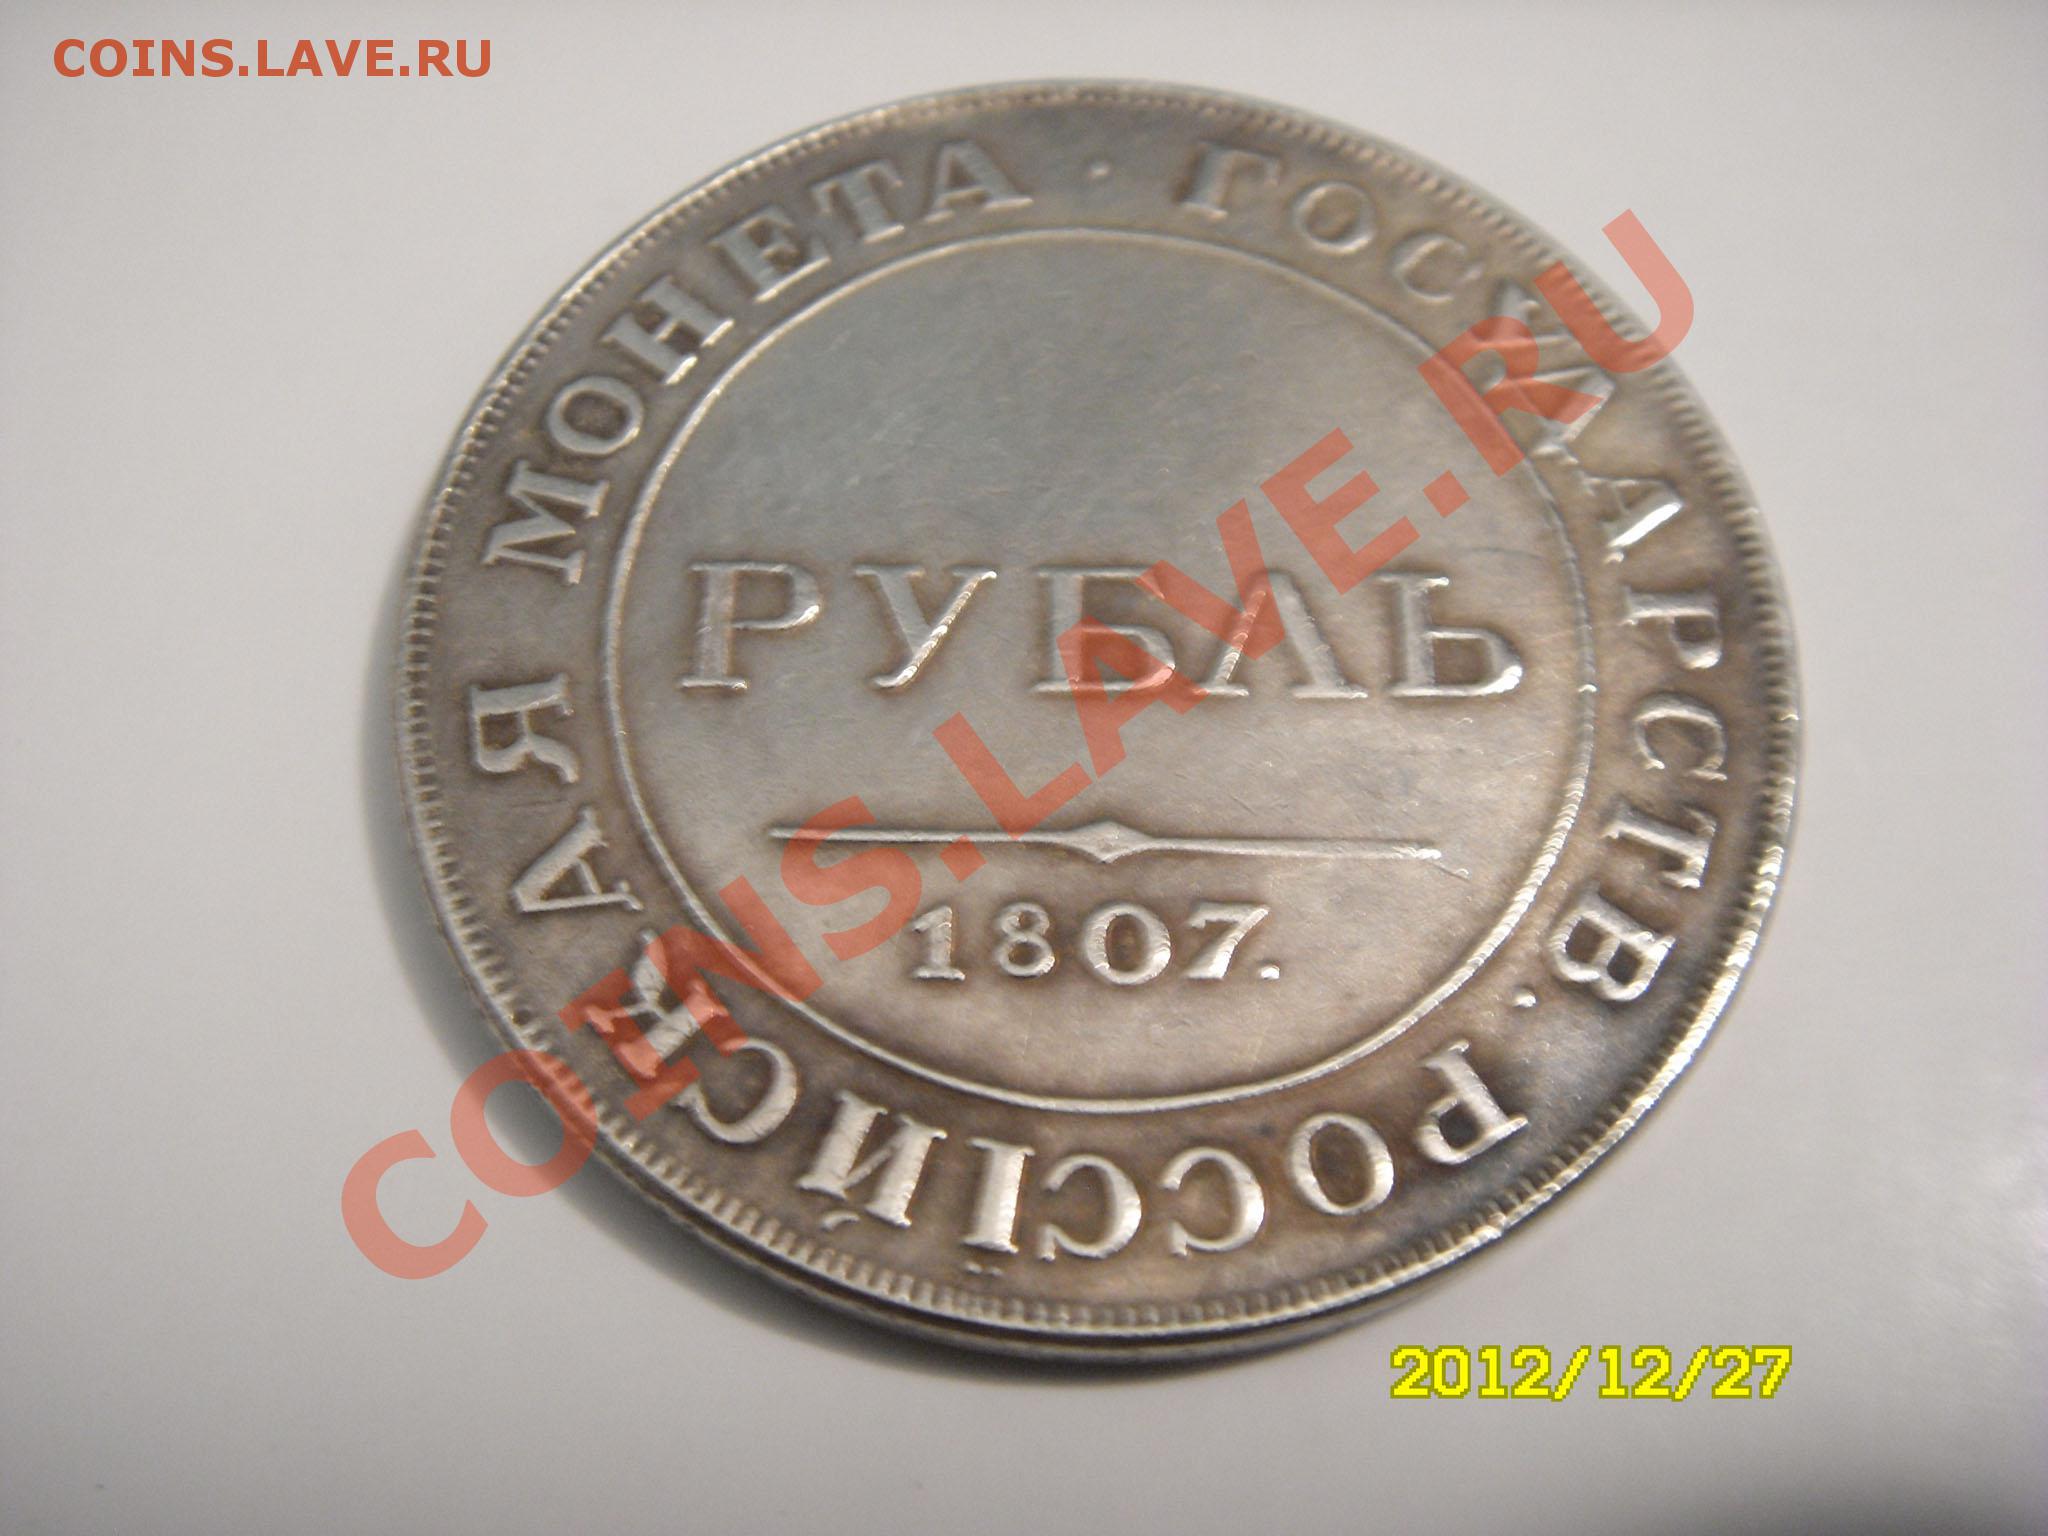 COINS.LAVE.RU
ГОСУДАРСТВ. РОССІЙСКАЯ МОНЕТА ·
РУБЛЬ
1807.
COINS.LAVE.RU
2012/12/27